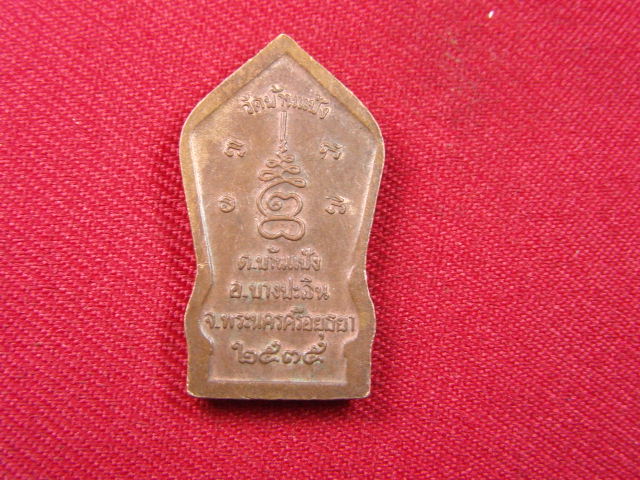 วัดบ้านแป้ง
ต.บ้านแป้ง
อ.บางปะอิน
จ.พระนครศรีอยุธยา
๒๕๓๕